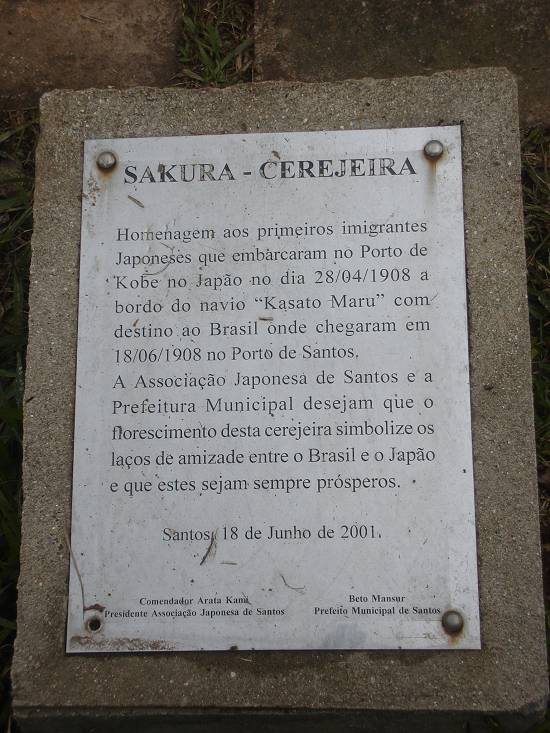 SAKURA - CEREJEIRA
Homenagem aos primeiros imigrantes
Japoneses que embarcaram no Porto de
Kobe no Japão no dia 28/04/1908 a
bordo do navio “Kasato Maru” com
destino ao Brasil onde chegaram em
18/06/1908 no Porto de Santos.
A Associação Japonesa de Santos e a
Prefeitura Municipal desejam que o
florescimento desta cerejeira simbolize os
laços de amizade entre o Brasil e o Japão
e que estes sejam sempre prósperos.
Santos, 18 de Junho de 2001.
Comendador Arata Kami
Presidente Associação Japonesa de Santos
Beto Mansur
Prefeito Municipal de Santos